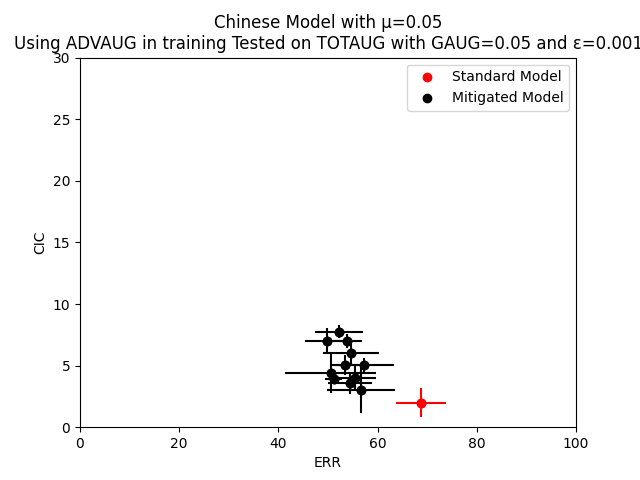 Chinese Model with μ=0.05
Using ADVAUG in training Tested on TOTAUG with GAUG=0.05 and ε=0.001
Standard Model
Mitigated Model
30
25
20
15
10
5
0
CIC
0 20 40 60 80 100
ERR